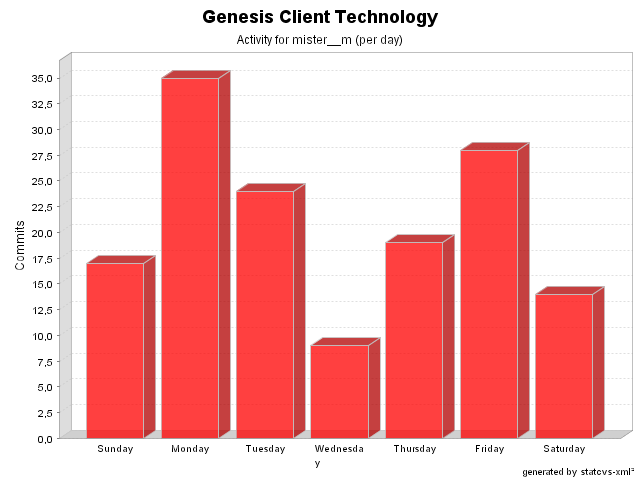 Genesis Client Technology
Activity for mister__m (per day)
Commits
35,0
32,5
30,0
27,5
25,0
22,5
20,0
17,5
15,0
12,5
10,0
7,5
5,0
2,5
0,0
Sunday Monday Tuesday Wednesda Thursday Friday Saturday
y
generated by statcvs-xml²